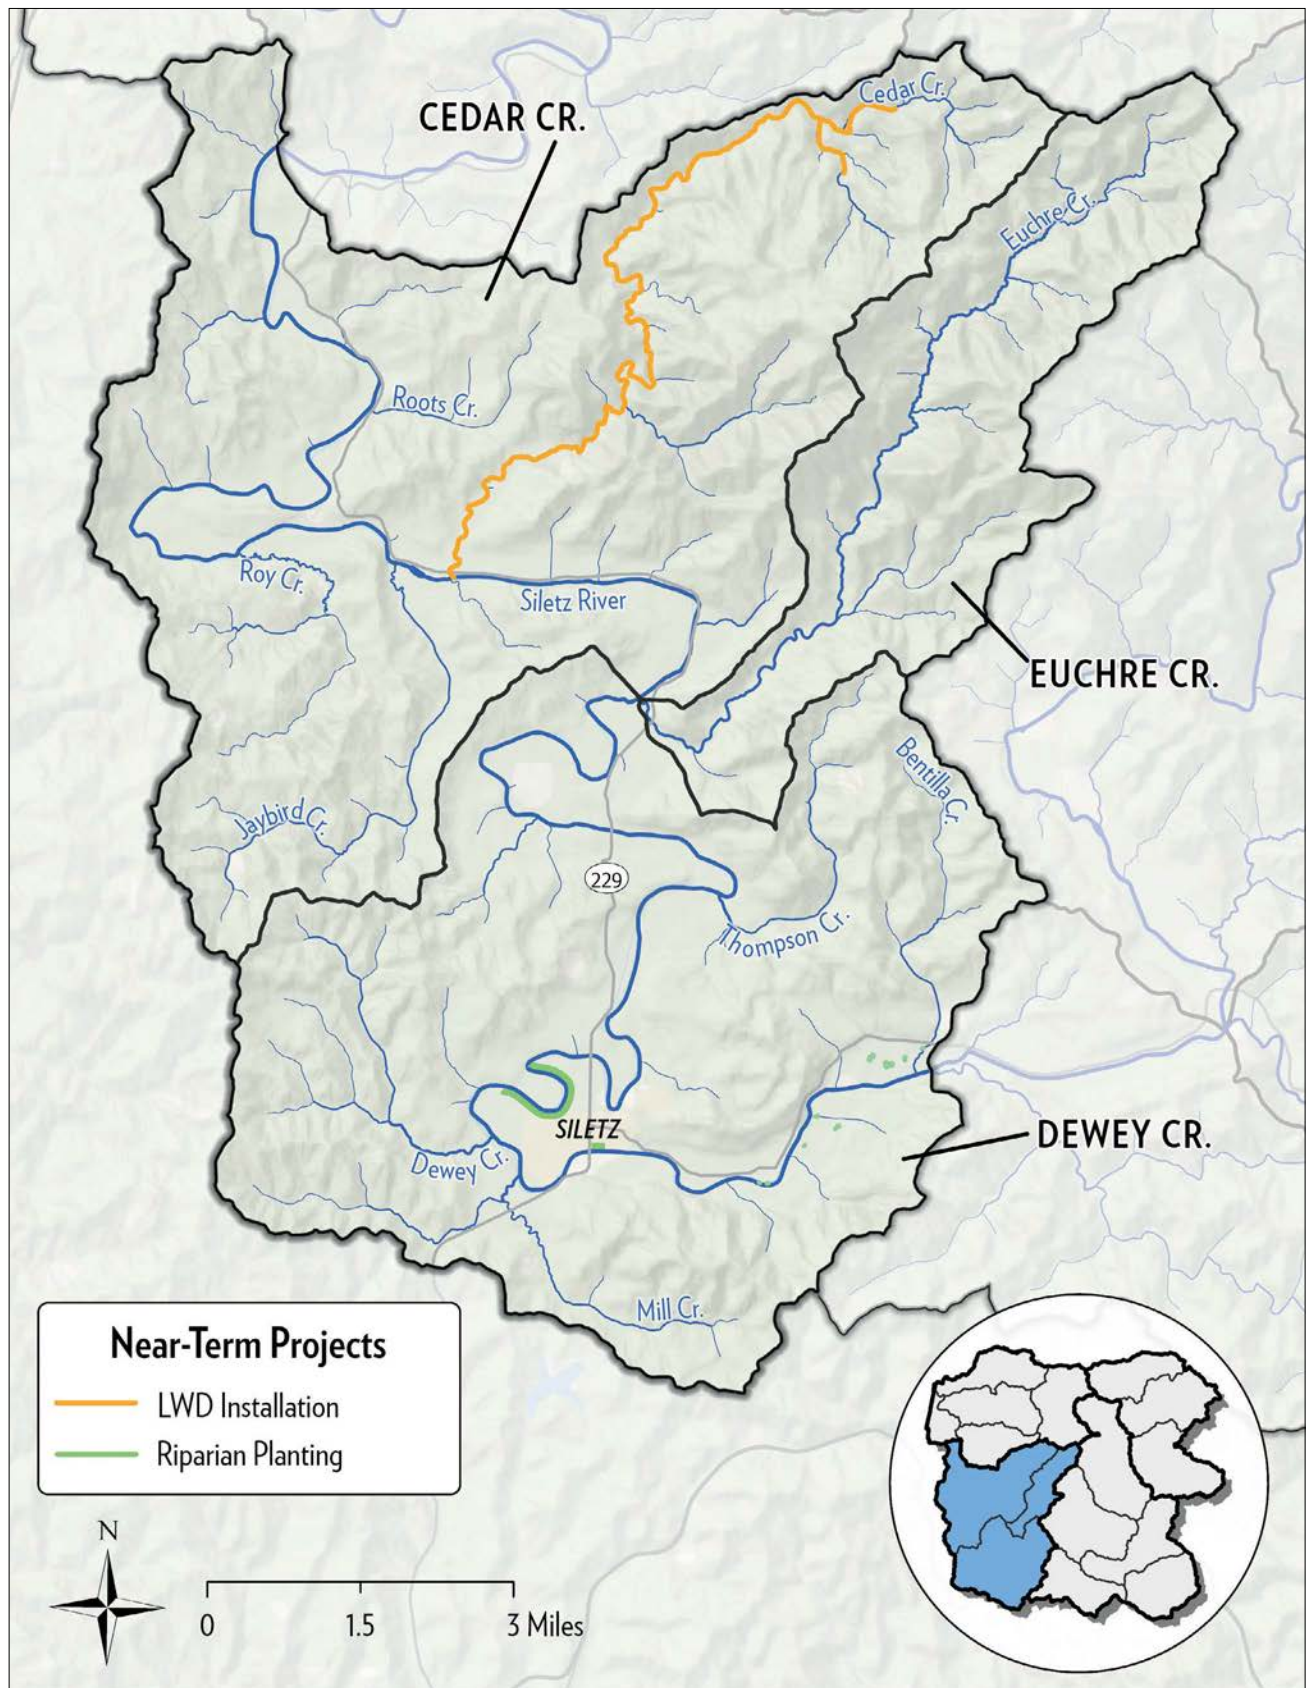 CEDAR CR.
Cedar Cr.
Euchre Cr.
Roots Cr.
Roy Cr.
Siletz River
EUCHRE CR.
Bentilla Cr.
Jaybird Cr.
229
Thompson Cr.
SILETZ
DEWEY CR.
Dewey Cr.
Mill Cr.
Near-Term Projects
LWD Installation
Riparian Planting
N
0 1.5 3 Miles